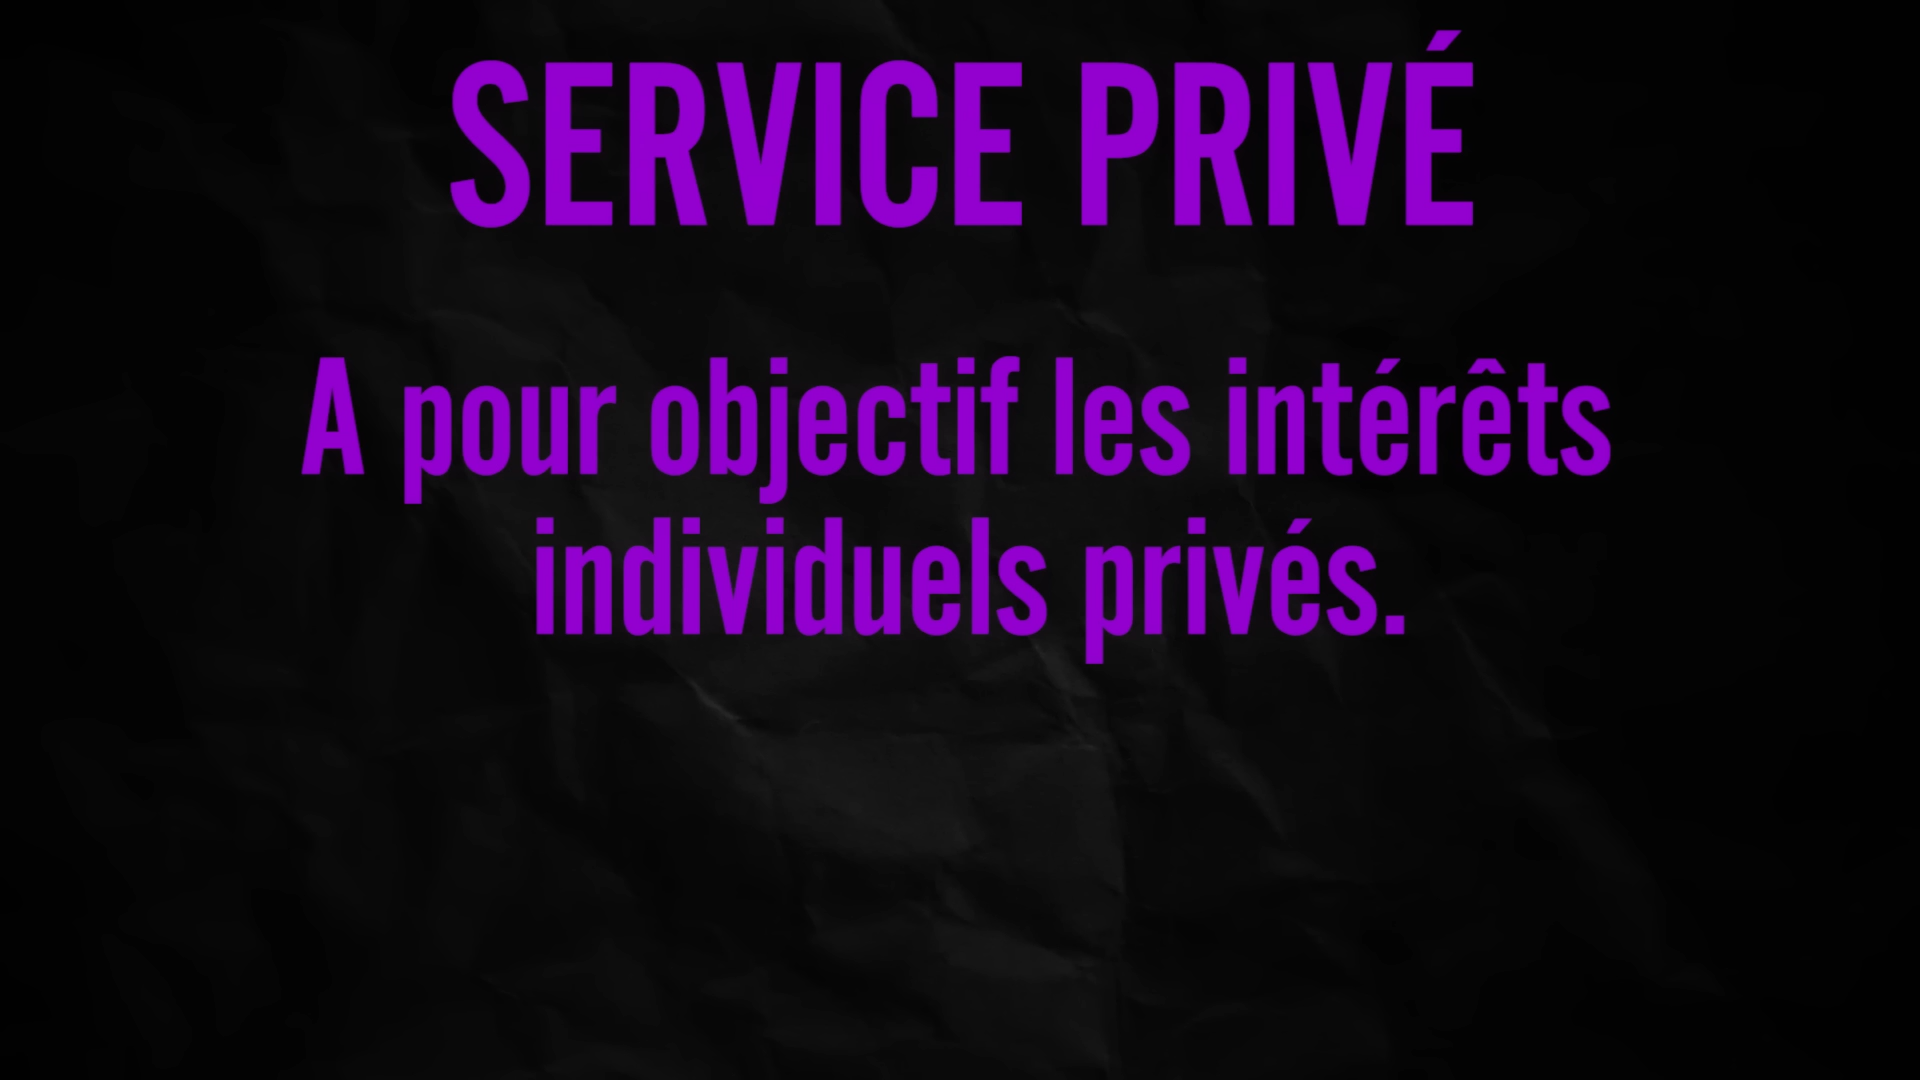 SERVICE PRIVÉ
A pour objectif les intérêts
individuels privés.